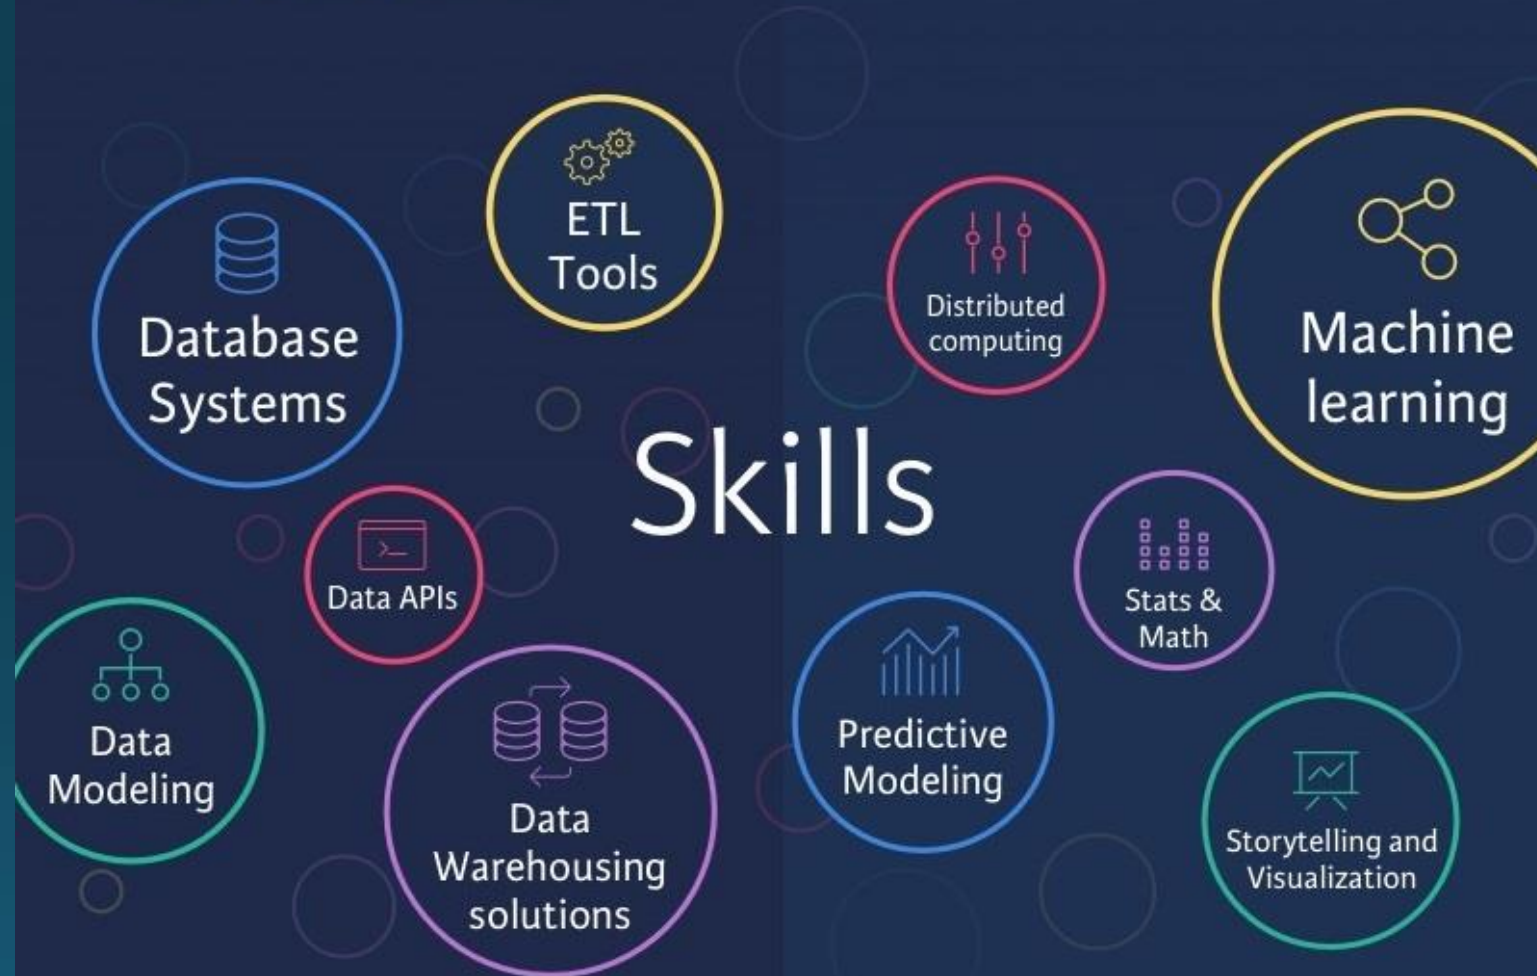 ETL
Tools
Database
Systems
Data APIs
Data
Modeling
Data
Warehousing
solutions
Skills
Distributed
computing
Machine
learning
Stats &
Math
Predictive
Modeling
Storytelling and
Visualization